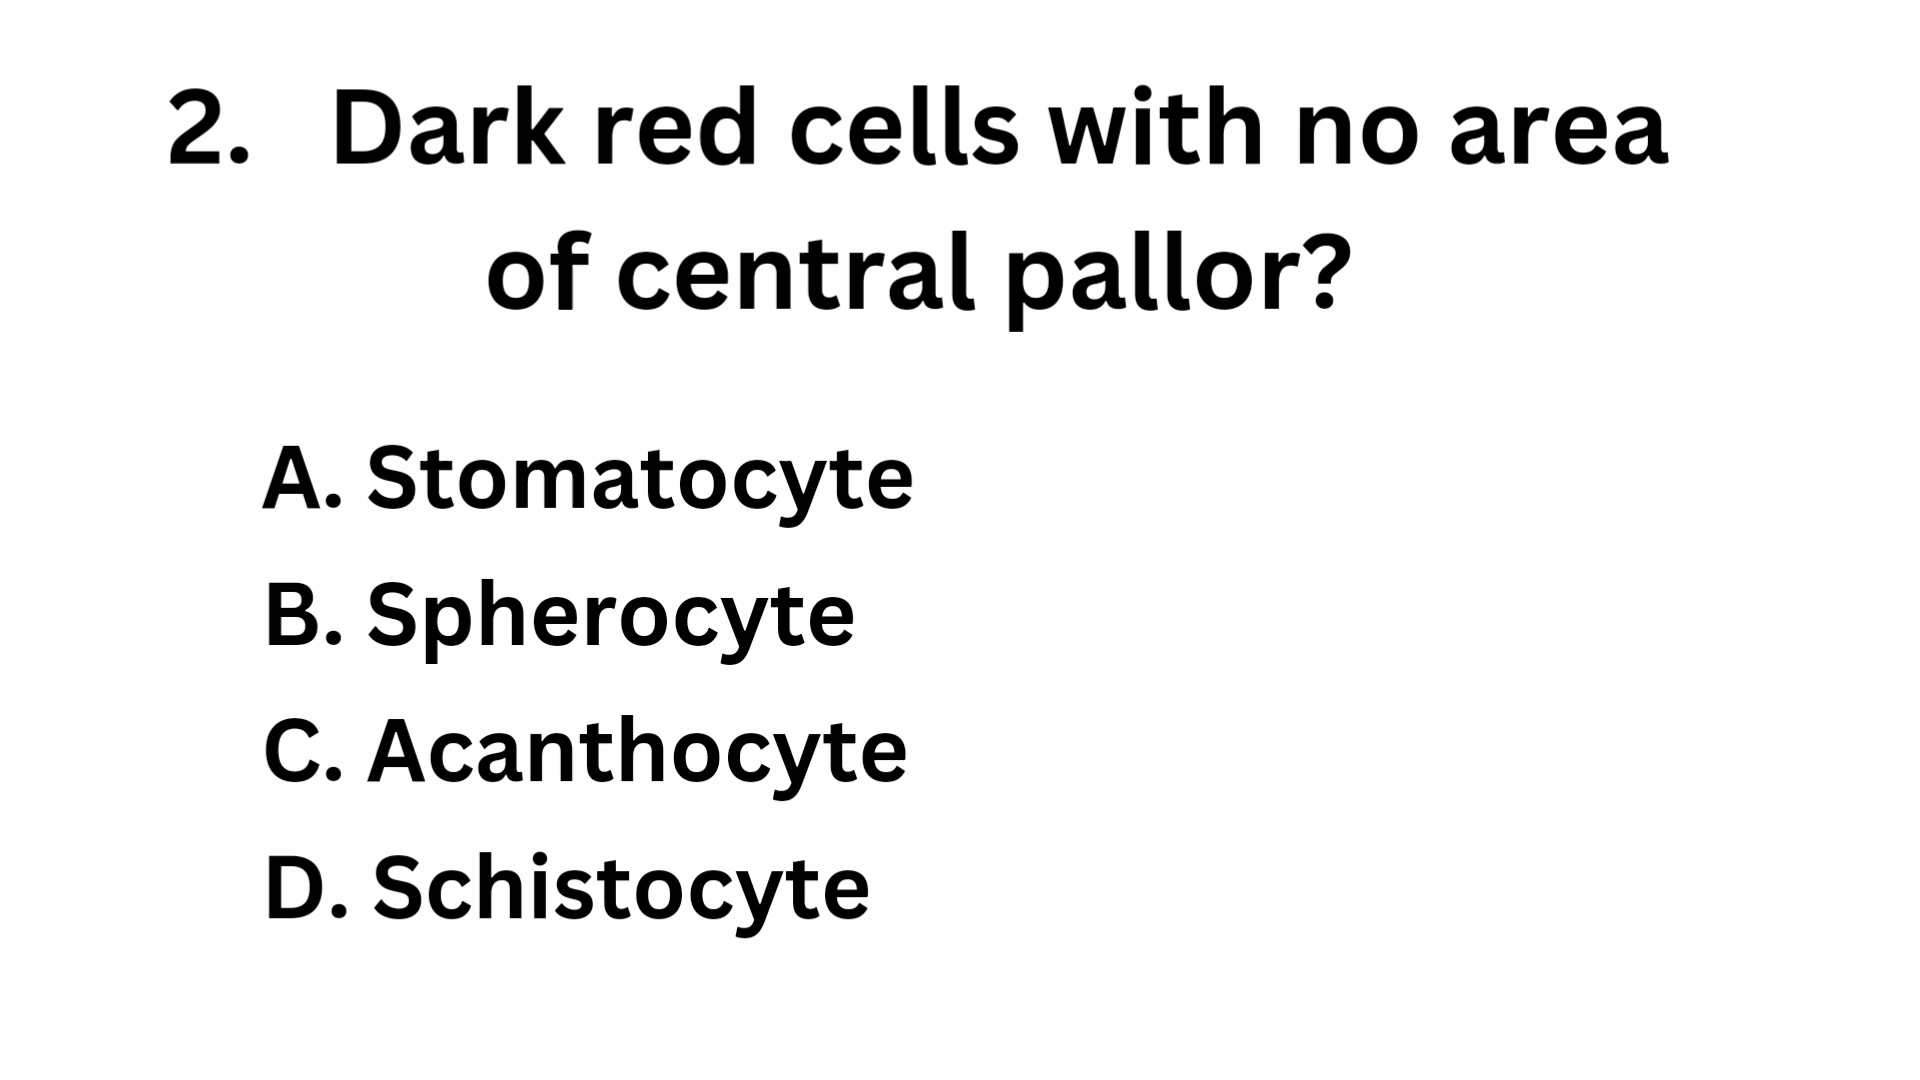 2. Dark red cells with no area
of central pallor?
A. Stomatocyte
B. Spherocyte
C. Acanthocyte
D. Schistocyte